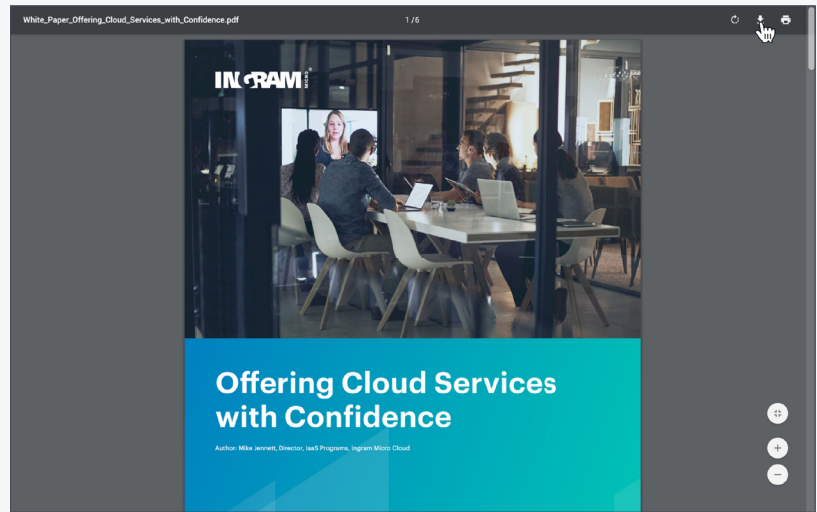 White_Paper_Offering_Cloud_Services_with_Confidence.pdf
1 / 6
INGRAM MICRO®
Offering Cloud Services
with Confidence
Author: Mike Jennett, Director, IaaS Programs, Ingram Micro Cloud